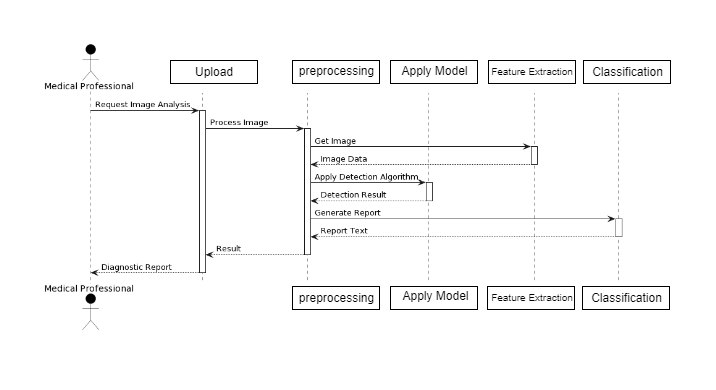 Upload
preprocessing
Apply Model
Feature Extraction
Classification
Medical Professional
Request Image Analysis
Process Image
Get Image
Image Data
Apply Detection Algorithm
Detection Result
Generate Report
Report Text
Result
Diagnostic Report
Medical Professional
preprocessing
Apply Model
Feature Extraction
Classification